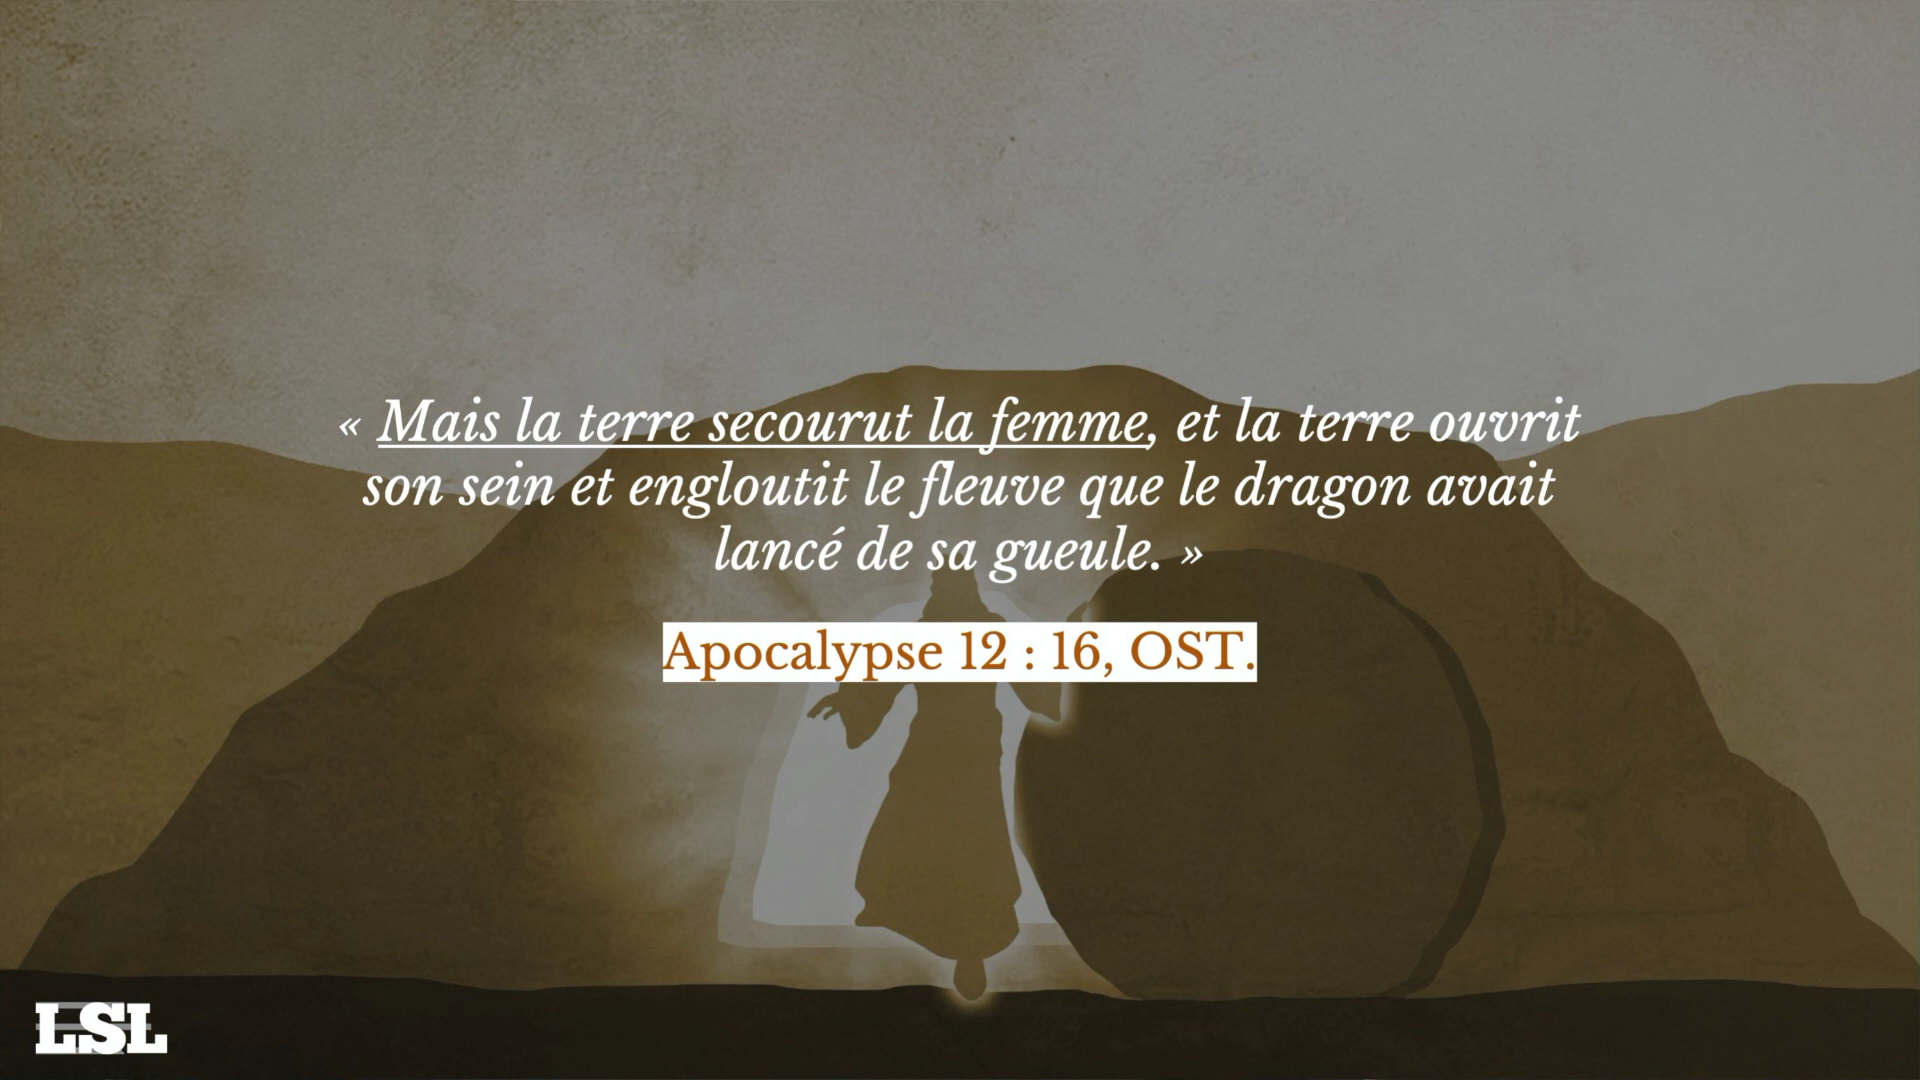 « Mais la terre secourut la femme, et la terre ouvrit
son sein et engloutit le fleuve que le dragon avait
lancé de sa gueule. »
Apocalypse 12 : 16, OST.
LSL